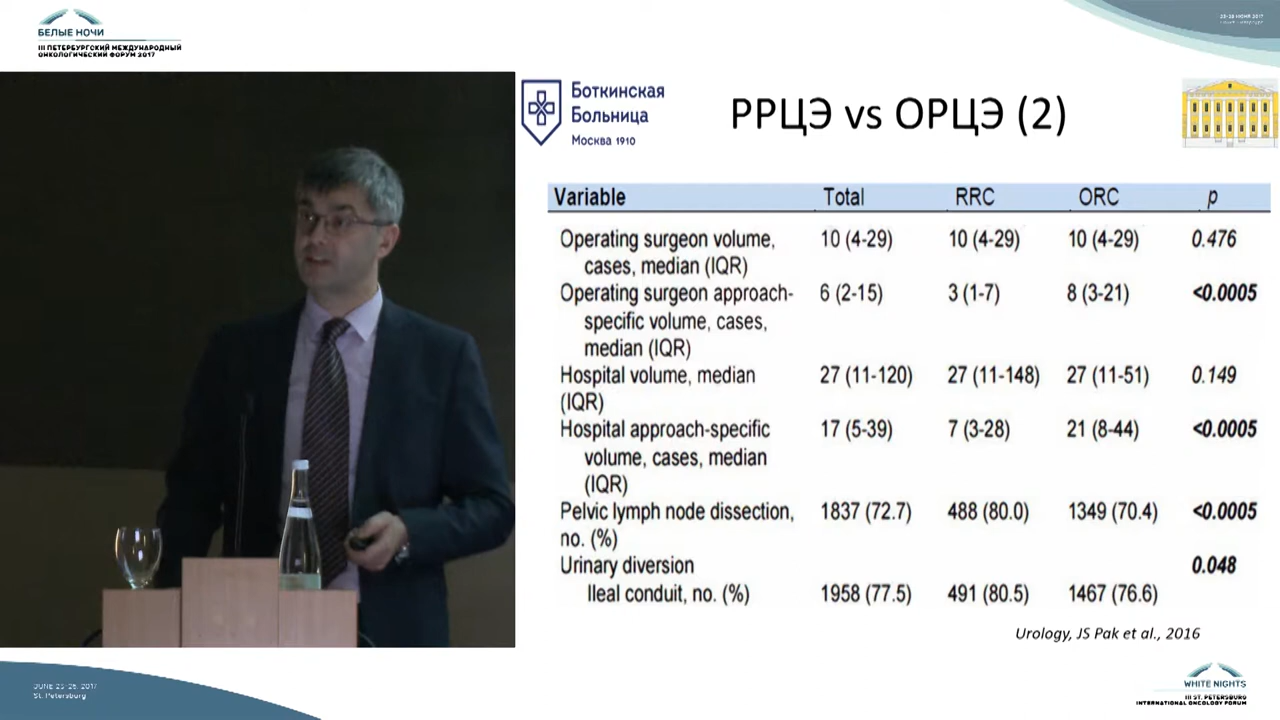 БЕЛЫЕ НОЧИ
III ПЕТЕРБУРГСКИЙ МЕЖДУНАРОДНЫЙ
ОНКОЛОГИЧЕСКИЙ ФОРУМ 2017
Боткинская
Больница
Москва 1910
РРЦЭ vs ОРЦЭ (2)
Variable Total RRC ORC p
Operating surgeon volume, 10 (4-29) 10 (4-29) 10 (4-29) 0.476
cases, median (IQR)
Operating surgeon approach- 6 (2-15) 3 (1-7) 8 (3-21) <0.0005
specific volume, cases,
median (IQR)
Hospital volume, median 27 (11-120) 27 (11-148) 27 (11-51) 0.149
(IQR)
Hospital approach-specific 17 (5-39) 7 (3-28) 21 (8-44) <0.0005
volume, cases, median
(IQR)
Pelvic lymph node dissection, 1837 (72.7) 488 (80.0) 1349 (70.4) <0.0005
no. (%)
Urinary diversion 0.048
Ileal conduit, no. (%) 1958 (77.5) 491 (80.5) 1467 (76.6)
Urology, JS Pak et al., 2016
JUNE 23-26, 2017
St. Petersburg
WHITE NIGHTS
III ST. PETERSBURG
INTERNATIONAL ONCOLOGY FORUM